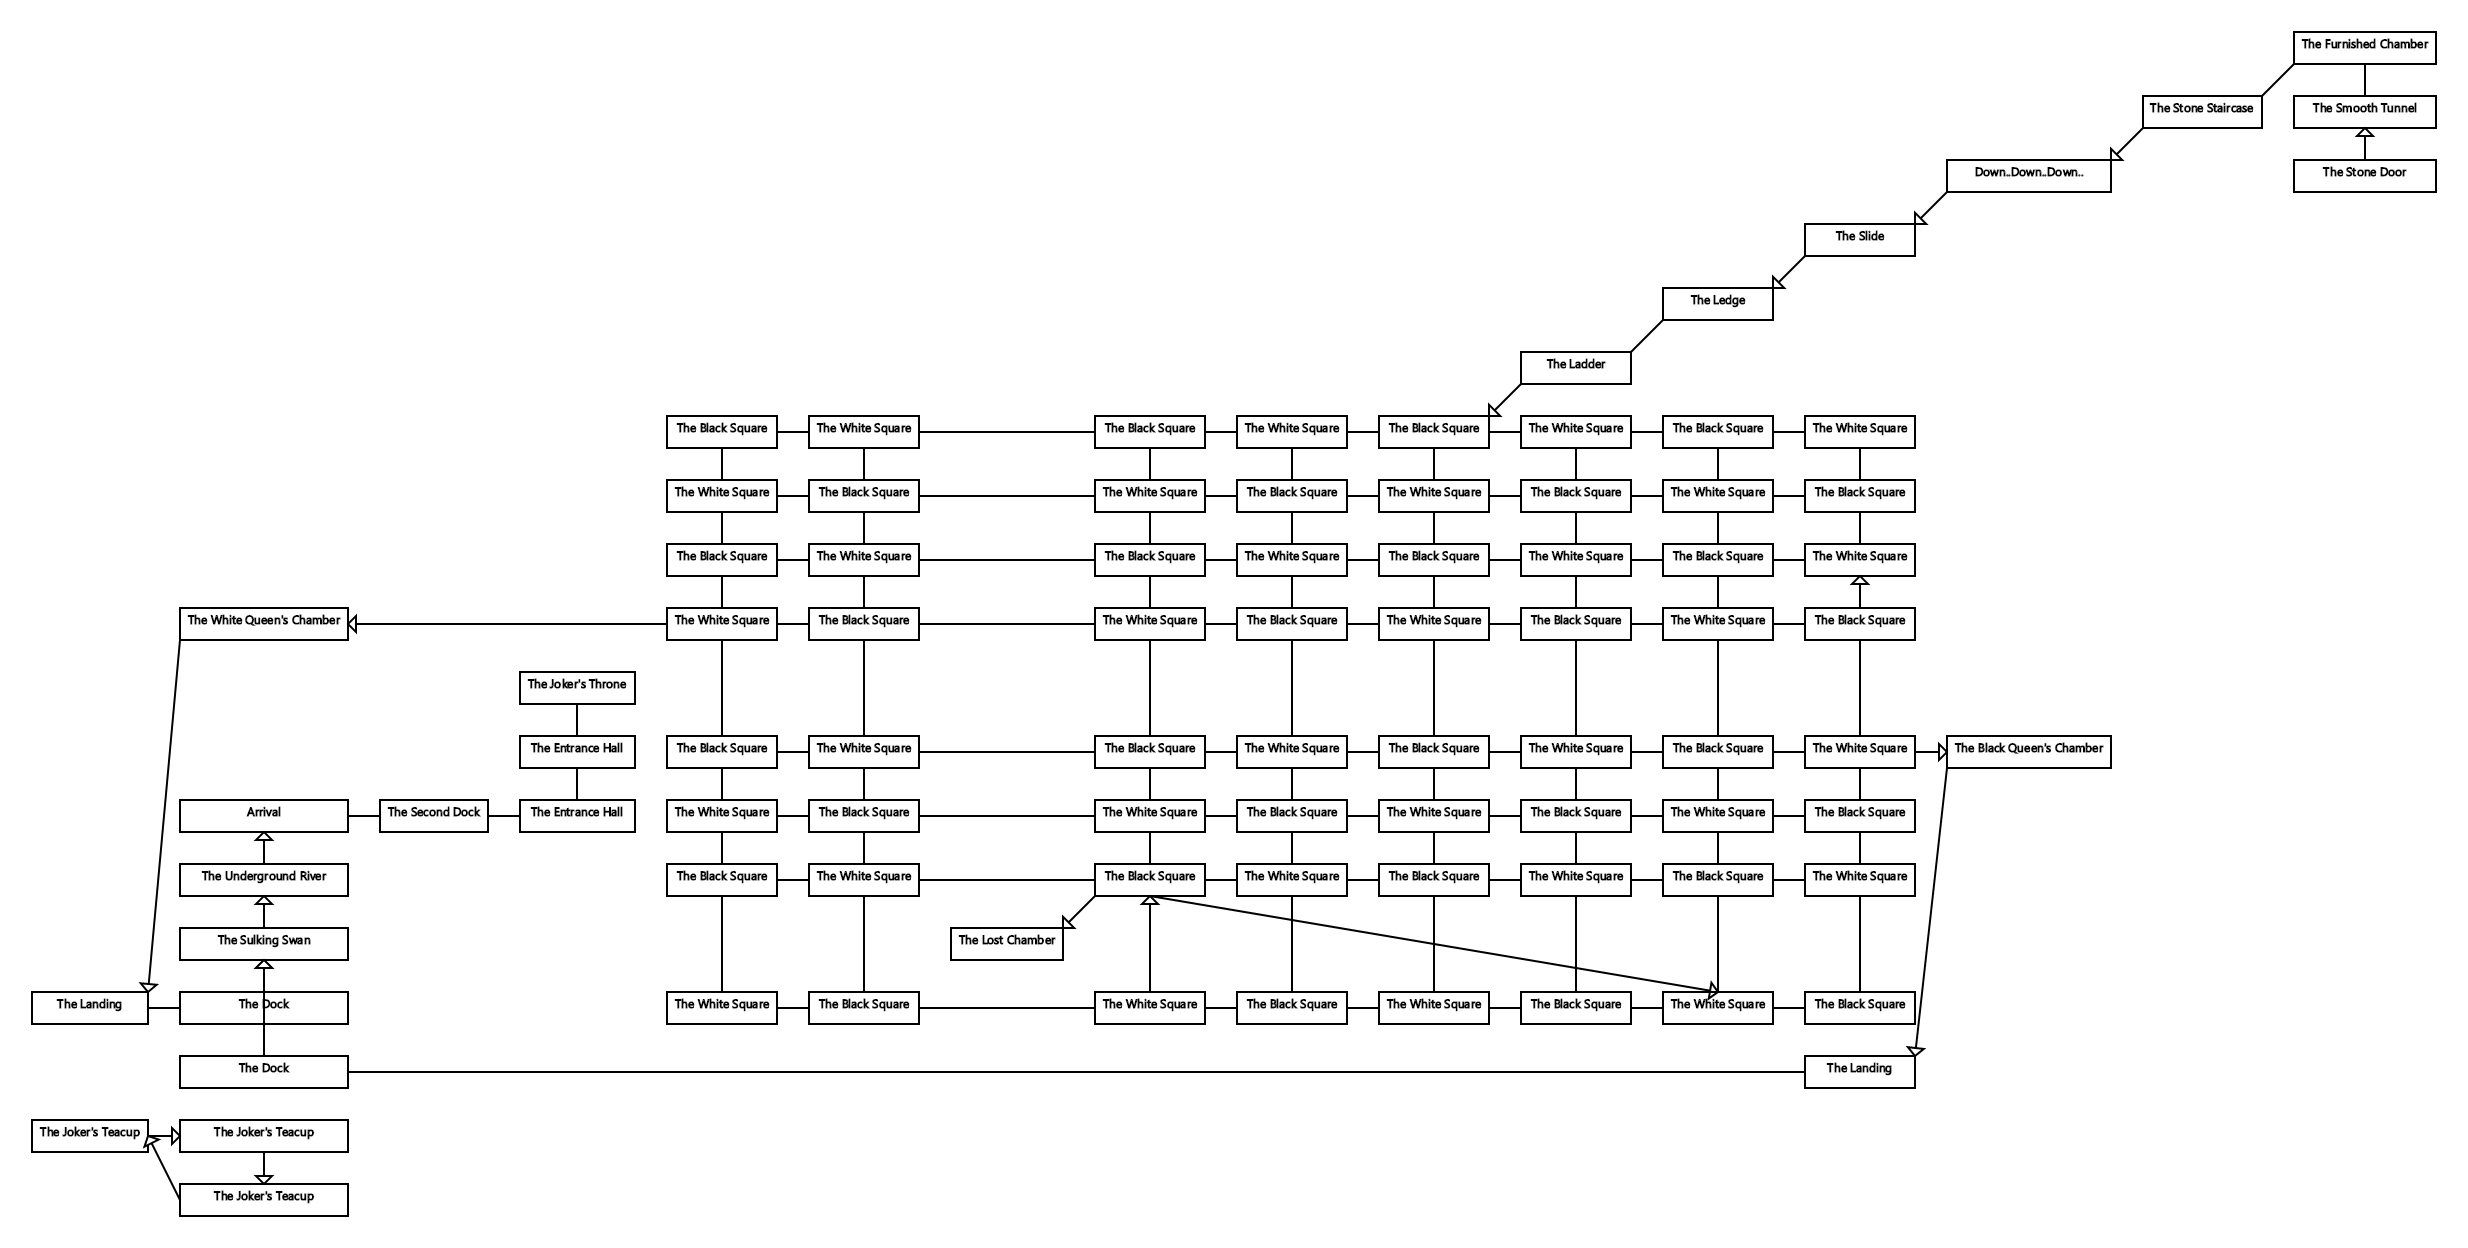 The Furnished Chamber
The Stone Staircase
The Smooth Tunnel
Down..Down..Down..
The Stone Door
The Slide
The Ledge
The Ladder
The Black Square
The White Square
The Black Square
The White Square
The Black Square
The White Square
The Black Square
The White Square
The White Square
The Black Square
The White Square
The Black Square
The White Square
The Black Square
The White Square
The Black Square
The Black Square
The White Square
The Black Square
The White Square
The Black Square
The White Square
The Black Square
The White Square
The White Queen's Chamber
The White Square
The Black Square
The White Square
The Black Square
The White Square
The Black Square
The White Square
The Black Square
The Joker's Throne
The Entrance Hall
The Black Square
The White Square
The Black Square
The White Square
The Black Square
The White Square
The Black Square
The White Square
The Black Queen's Chamber
Arrival
The Second Dock
The Entrance Hall
The White Square
The Black Square
The White Square
The Black Square
The White Square
The Black Square
The White Square
The Black Square
The Underground River
The Black Square
The White Square
The Black Square
The White Square
The Black Square
The White Square
The Black Square
The White Square
The Sulking Swan
The Lost Chamber
The Landing
The Dock
The White Square
The Black Square
The White Square
The Black Square
The White Square
The Black Square
The White Square
The Black Square
The Dock
The Landing
The Joker's Teacup
The Joker's Teacup
The Joker's Teacup